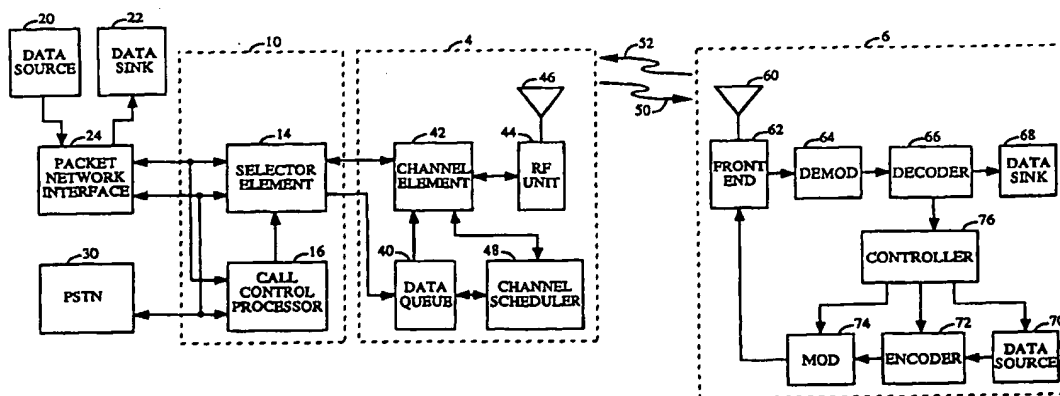 20
DATA
SOURCE
22
DATA
SINK
24
PACKET
NETWORK
INTERFACE
30
PSTN
10
14
SELECTOR
ELEMENT
16
CALL
CONTROL
PROCESSOR
4
42
CHANNEL
ELEMENT
44
RF
UNIT
46
40
DATA
QUEUE
48
CHANNEL
SCHEDULER
52
50
6
60
62
FRONT
END
64
DEMOD
66
DECODER
68
DATA
SINK
76
CONTROLLER
74
MOD
72
ENCODER
70
DATA
SOURCE